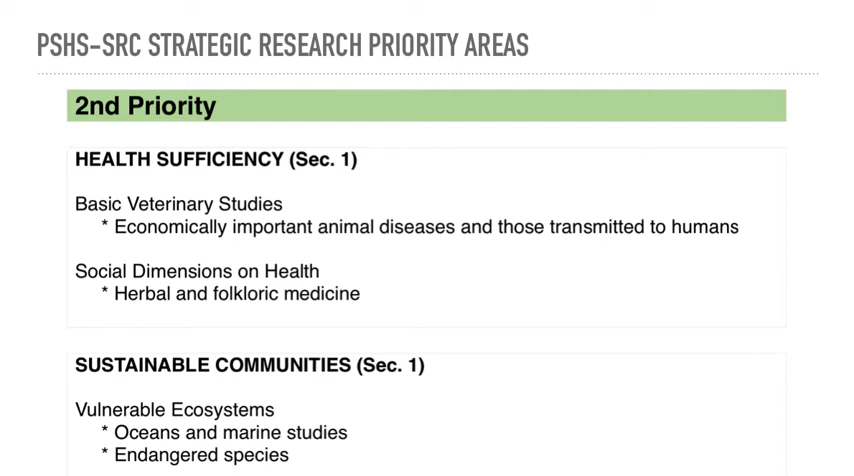 PSHS-SRC STRATEGIC RESEARCH PRIORITY AREAS
2nd Priority
HEALTH SUFFICIENCY (Sec. 1)
Basic Veterinary Studies
* Economically important animal diseases and those transmitted to humans
Social Dimensions on Health
* Herbal and folkloric medicine
SUSTAINABLE COMMUNITIES (Sec. 1)
Vulnerable Ecosystems
* Oceans and marine studies
* Endangered species